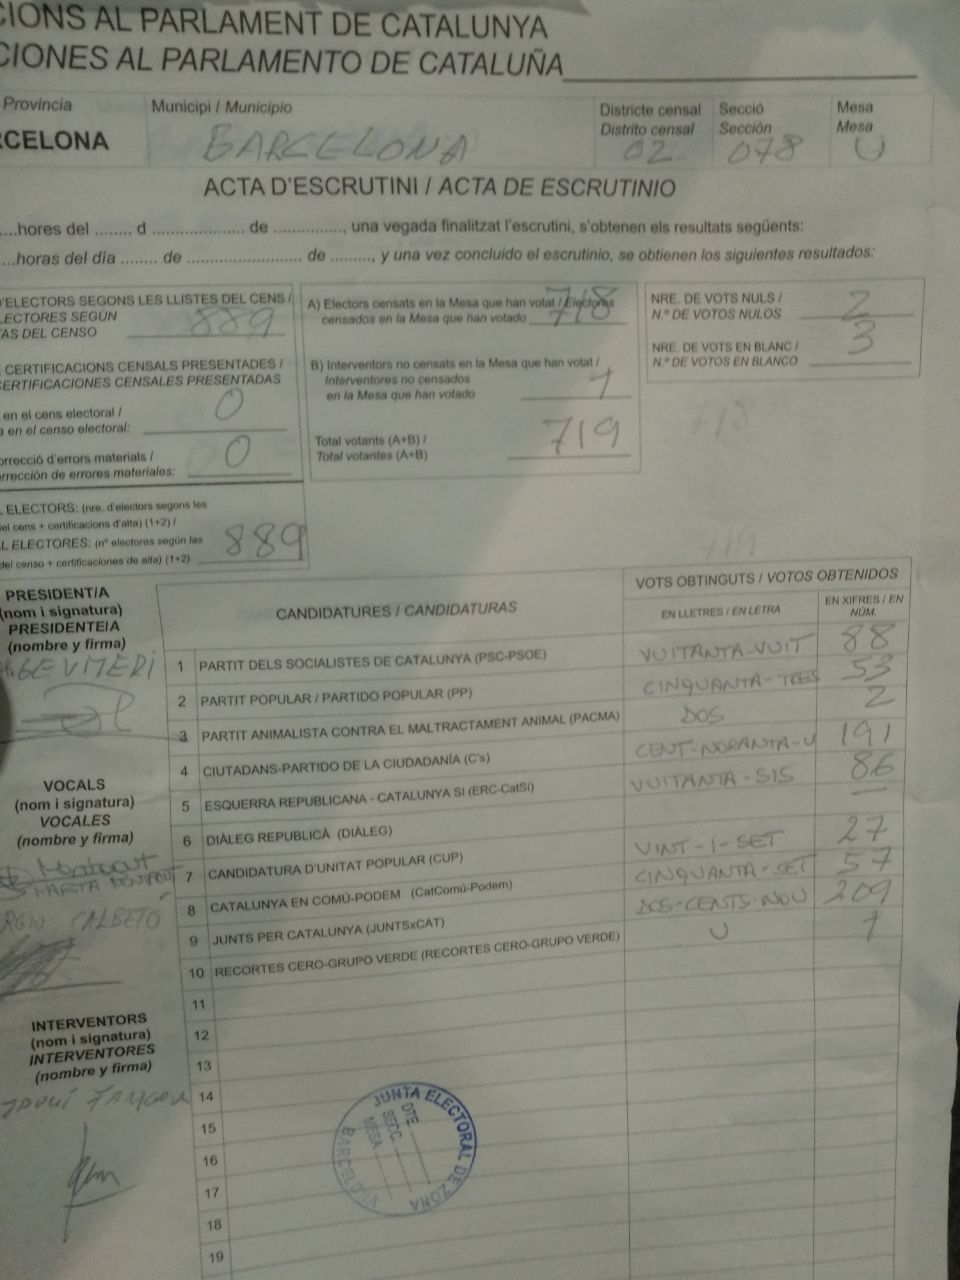 CIONS AL PARLAMENT DE CATALUNYA
CIONES AL PARLAMENTO DE CATALUÑA
Provincia
RCELONA
Municipi / Municipio
BARCELONA
Districte censal
Distrito censal
02
Secció
Sección
078
Mesa
Mesa
U
ACTA D'ESCRUTINI / ACTA DE ESCRUTINIO
....hores del ........ d .................... de .............., una vegada finalitzat l'escrutini, s'obtenen els resultats següents:
....horas del día ........ de ........................ de ........., y una vez concluido el escrutinio, se obtienen los siguientes resultados:
'ELECTORS SEGONS LES LLISTES DEL CENS /
LECTORES SEGÚN
TAS DEL CENSO 889
CERTIFICACIONS CENSALS PRESENTADES /
CERTIFICACIONES CENSALES PRESENTADAS
en el cens electoral /
a en el censo electoral: 0
orrecció d'errors materials /
orrección de errores materiales: 0
L ELECTORS: (nre. d'electors segons les
del cens + certificacions d'alta) (1+2) /
L ELECTORES: (nº electores según las
del censo + certificaciones de alta) (1+2) 889
A) Electors censats en la Mesa que han votat / Electores
censados en la Mesa que han votado 718
B) Interventors no censats en la Mesa que han votat /
Interventores no censados
en la Mesa que han votado 1
Total votants (A+B) /
Total votantes (A+B) 719
NRE. DE VOTS NULS /
N.º DE VOTOS NULOS 2
NRE. DE VOTS EN BLANC /
N.º DE VOTOS EN BLANCO 3
718
719
PRESIDENT/A
(nom i signatura)
PRESIDENTE/A
(nombre y firma)
VITERI
VOCALS
(nom i signatura)
VOCALES
(nombre y firma)
MARTA
CALBETO
INTERVENTORS
(nom i signatura)
INTERVENTORES
(nombre y firma)
CANDIDATURES / CANDIDATURAS
VOTS OBTINGUTS / VOTOS OBTENIDOS
EN LLETRES / EN LETRA
EN XIFRES / EN NÚM.
1 PARTIT DELS SOCIALISTES DE CATALUNYA (PSC-PSOE) VUITANTA-VUIT 88
2 PARTIT POPULAR / PARTIDO POPULAR (PP) CINQUANTA-TRES 53
3 PARTIT ANIMALISTA CONTRA EL MALTRACTAMENT ANIMAL (PACMA) DOS 2
4 CIUTADANS-PARTIDO DE LA CIUDADANÍA (C's) CENT-NORANTA-U 191
5 ESQUERRA REPUBLICANA - CATALUNYA SI (ERC-CatSí) VUITANTA-SIS 86
6 DIÀLEG REPUBLICÀ (DIÀLEG) —
7 CANDIDATURA D'UNITAT POPULAR (CUP) VINT-I-SET 27
8 CATALUNYA EN COMÚ-PODEM (CatComú-Podem) CINQUANTA-SET 57
9 JUNTS PER CATALUNYA (JUNTSxCAT) DOS-CENTS-NOU 209
10 RECORTES CERO-GRUPO VERDE (RECORTES CERO-GRUPO VERDE) U 1
11
12
13
14
15
16
17
18
19
JUNTA ELECTORAL DE ZONA
BARCELONA
DTE
SECC.
MESA